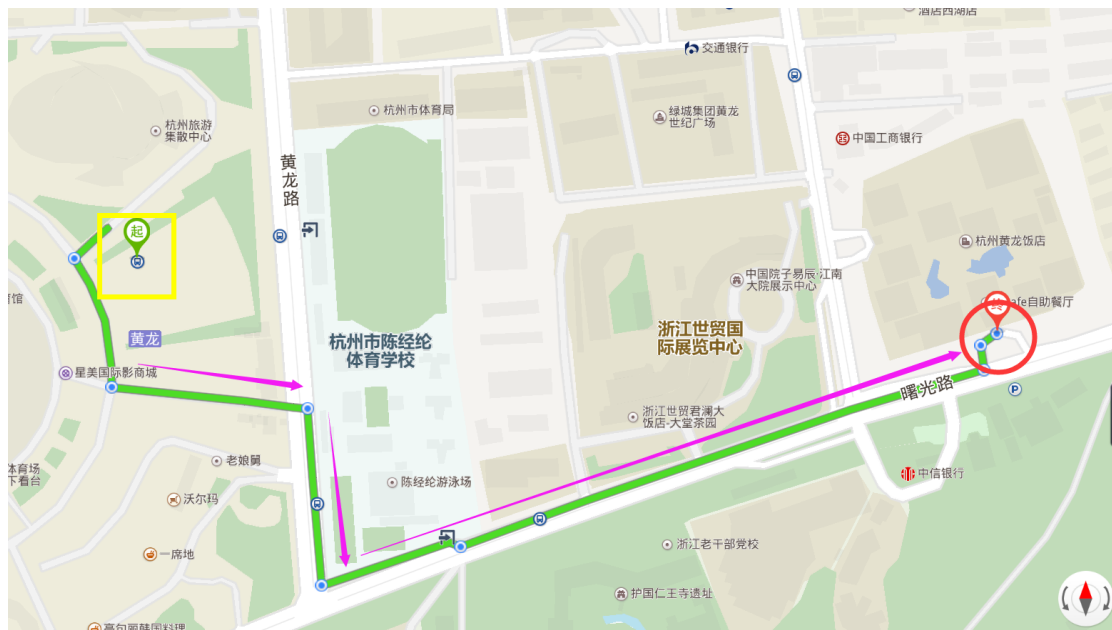 酒店西湖店
交通银行
杭州市体育局
绿城集团黄龙
世纪广场
杭州旅游
集散中心
中国工商银行
黄龙路
起
杭州黄龙饭店
中国院子易辰·江南
大院展示中心
馆
终
afe自助餐厅
黄龙
杭州市陈经纶
体育学校
浙江世贸国
际展览中心
星美国际影商城
曙光路
浙江世贸君澜大
饭店-大堂茶园
P
老娘舅
体育场
下看台
陈经纶游泳场
中信银行
沃尔玛
一席地
浙江老干部党校
护国仁王寺遗址